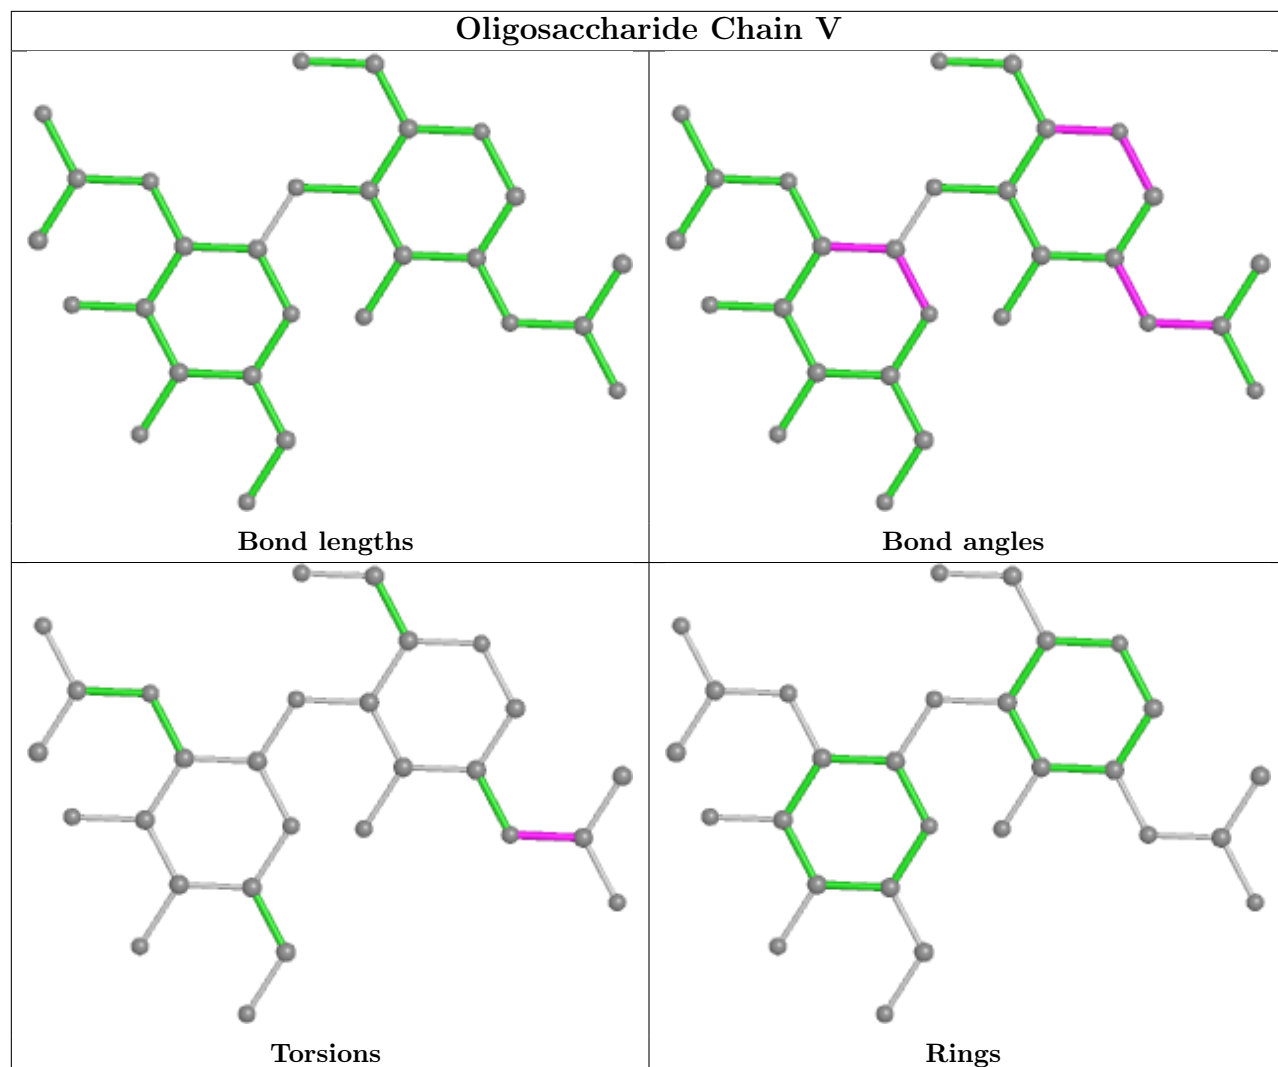 Oligosaccharide Chain V
Bond lengths
Bond angles
Torsions
Rings